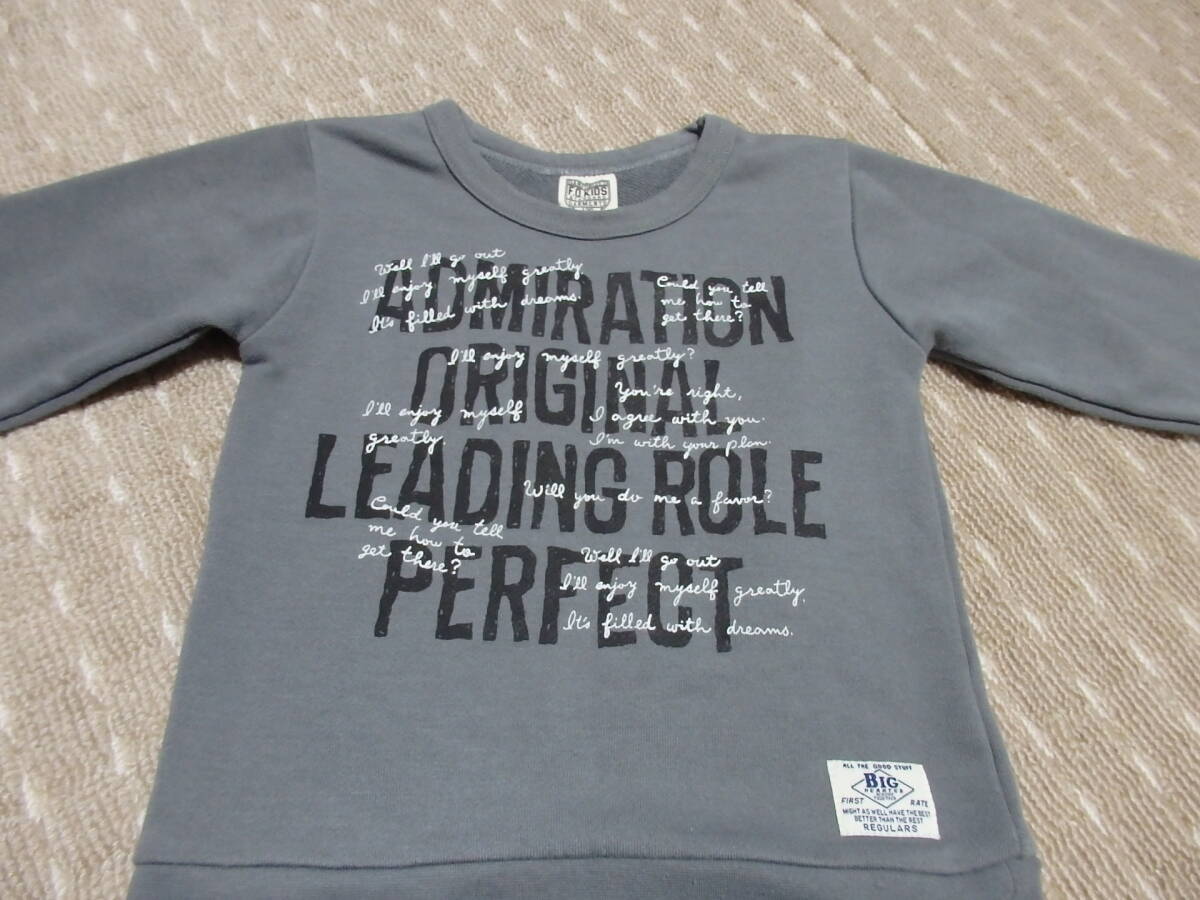 F.O.KIDS
Well I'll go out
I'll enjoy myself greatly.
It's filled with dreams.
Could you tell
me how to
get there?
ADMIRATION
I'll enjoy myself greatly?
ORIGINAL
You're right,
I agree with you.
I'm with your plan.
I'll enjoy myself
greatly.
LEADING ROLE
Will you do me a favor?
Could you tell
me how to
get there?
PERFECT
Well I'll go out
I'll enjoy myself greatly.
It's filled with dreams.
ALL THE GOOD STUFF
BIG
HEARTED
FIRST RATE
MIGHT AS WELL HAVE THE BEST
BETTER THAN THE REST
REGULARS